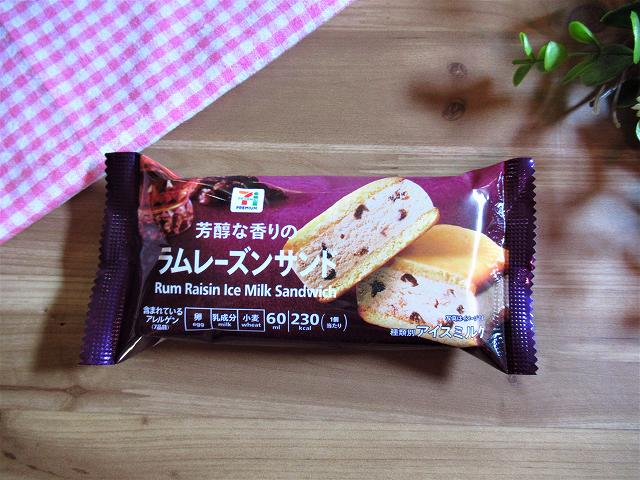 7 PREMIUM
芳醇な香りの
ラムレーズンサンド
Rum Raisin Ice Milk Sandwich
含まれている
アレルゲン
(7品目)
卵 egg
乳成分 milk
小麦 wheat
60 ml
230 kcal
(1個当たり)
写真はイメージ
種類別 アイスミルク